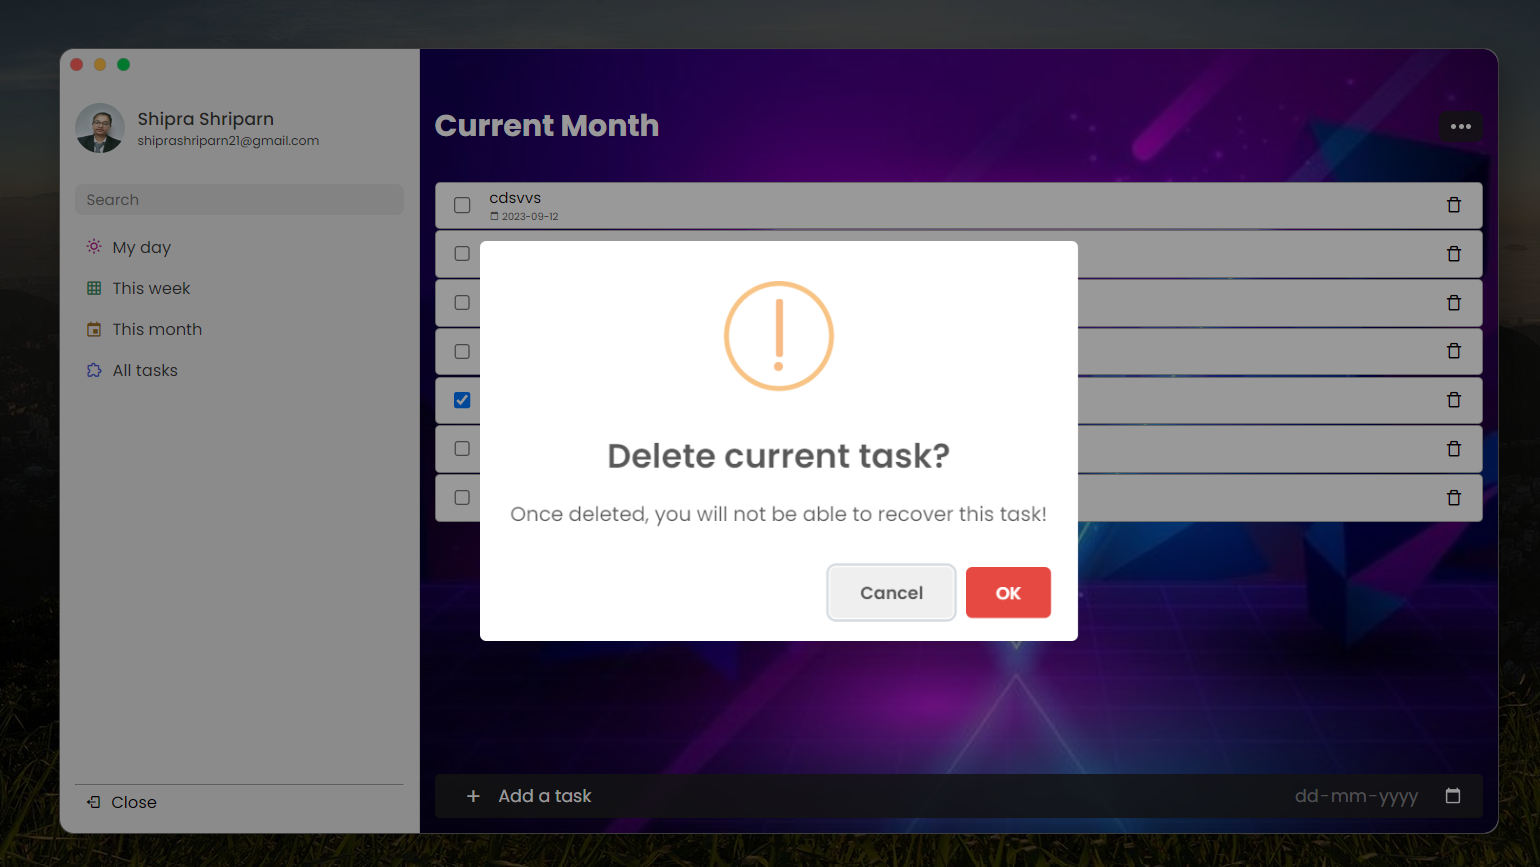 Shipra Shriparn
shiprashriparn21@gmail.com
Search
My day
This week
This month
All tasks
Close
Current Month
cdsvvs
2023-09-12
Delete current task?
Once deleted, you will not be able to recover this task!
Cancel
OK
+ Add a task
dd-mm-yyyy